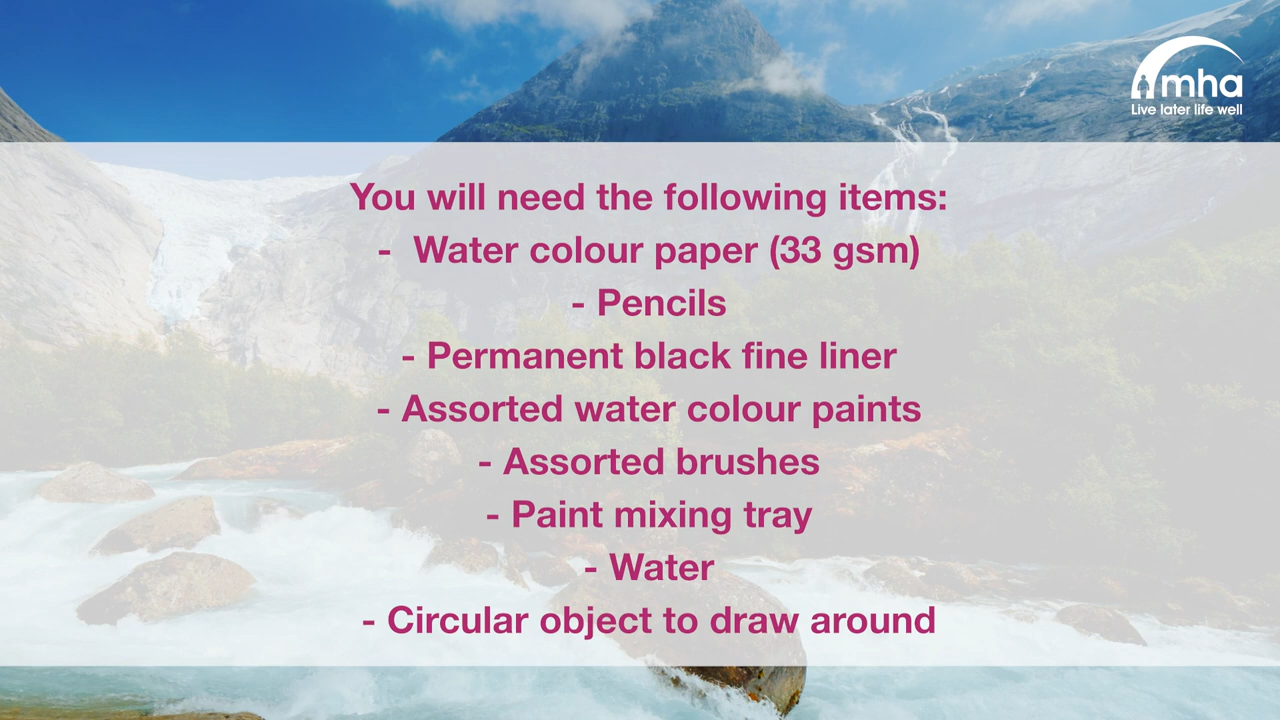 mha
Live later life well
You will need the following items:
- Water colour paper (33 gsm)
- Pencils
- Permanent black fine liner
- Assorted water colour paints
- Assorted brushes
- Paint mixing tray
- Water
- Circular object to draw around